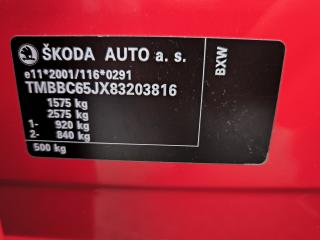 ŠKODA AUTO a. s.
e11*2001/116*0291
TMBBC65JX83203816
1575 kg
2575 kg
1- 920 kg
2- 840 kg
500 kg
BXW